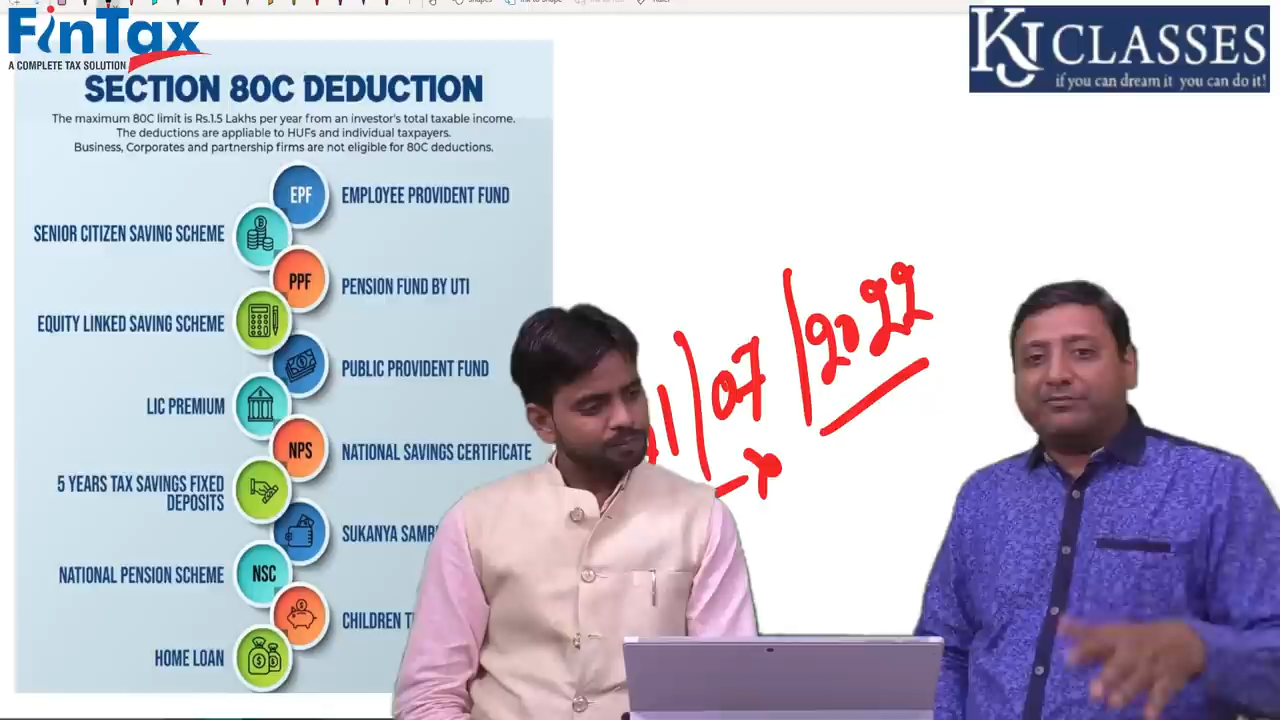 FinTax
A COMPLETE TAX SOLUTION
KJ CLASSES
if you can dream it you can do it!
SECTION 80C DEDUCTION
The maximum 80C limit is Rs.1.5 Lakhs per year from an investor's total taxable income.
The deductions are appliable to HUFs and individual taxpayers.
Business, Corporates and partnership firms are not eligible for 80C deductions.
EPF
EMPLOYEE PROVIDENT FUND
SENIOR CITIZEN SAVING SCHEME
PPF
PENSION FUND BY UTI
EQUITY LINKED SAVING SCHEME
PUBLIC PROVIDENT FUND
LIC PREMIUM
NPS
NATIONAL SAVINGS CERTIFICATE
5 YEARS TAX SAVINGS FIXED
DEPOSITS
SUKANYA
NATIONAL PENSION SCHEME
NSC
CHILDREN
HOME LOAN
07/2022